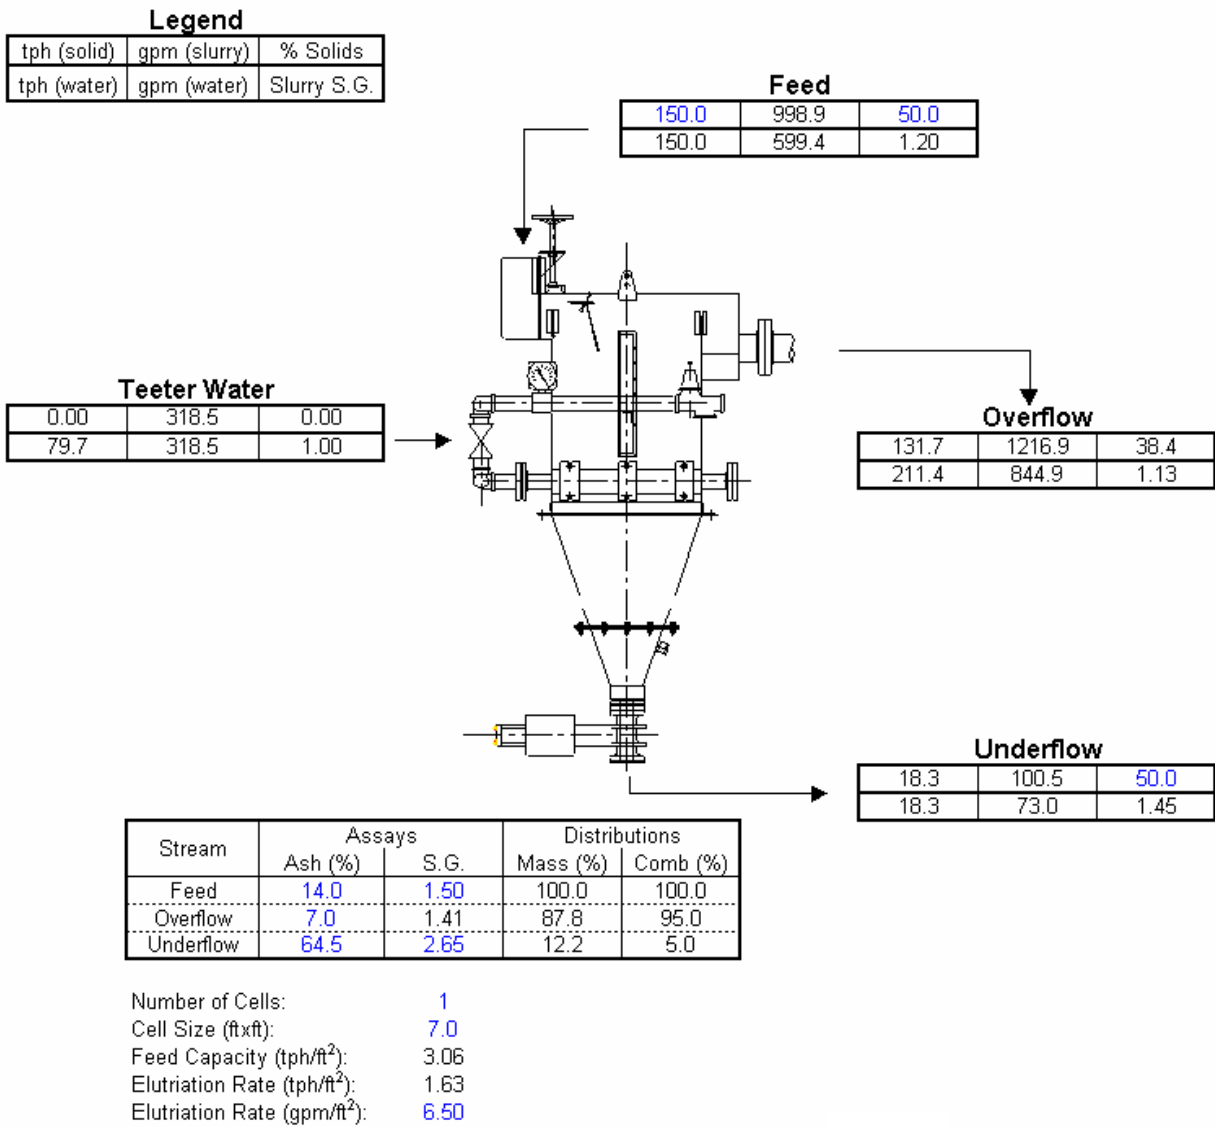 Legend
tph (solid) gpm (slurry) % Solids
tph (water) gpm (water) Slurry S.G.
Feed
150.0 998.9 50.0
150.0 599.4 1.20
Teeter Water
0.00 318.5 0.00
79.7 318.5 1.00
Overflow
131.7 1216.9 38.4
211.4 844.9 1.13
Underflow
18.3 100.5 50.0
18.3 73.0 1.45
Stream Assays Distributions
Ash (%) S.G. Mass (%) Comb (%)
Feed 14.0 1.50 100.0 100.0
Overflow 7.0 1.41 87.8 95.0
Underflow 64.5 2.65 12.2 5.0
Number of Cells: 1
Cell Size (ftxft): 7.0
Feed Capacity (tph/ft²): 3.06
Elutriation Rate (tph/ft²): 1.63
Elutriation Rate (gpm/ft²): 6.50